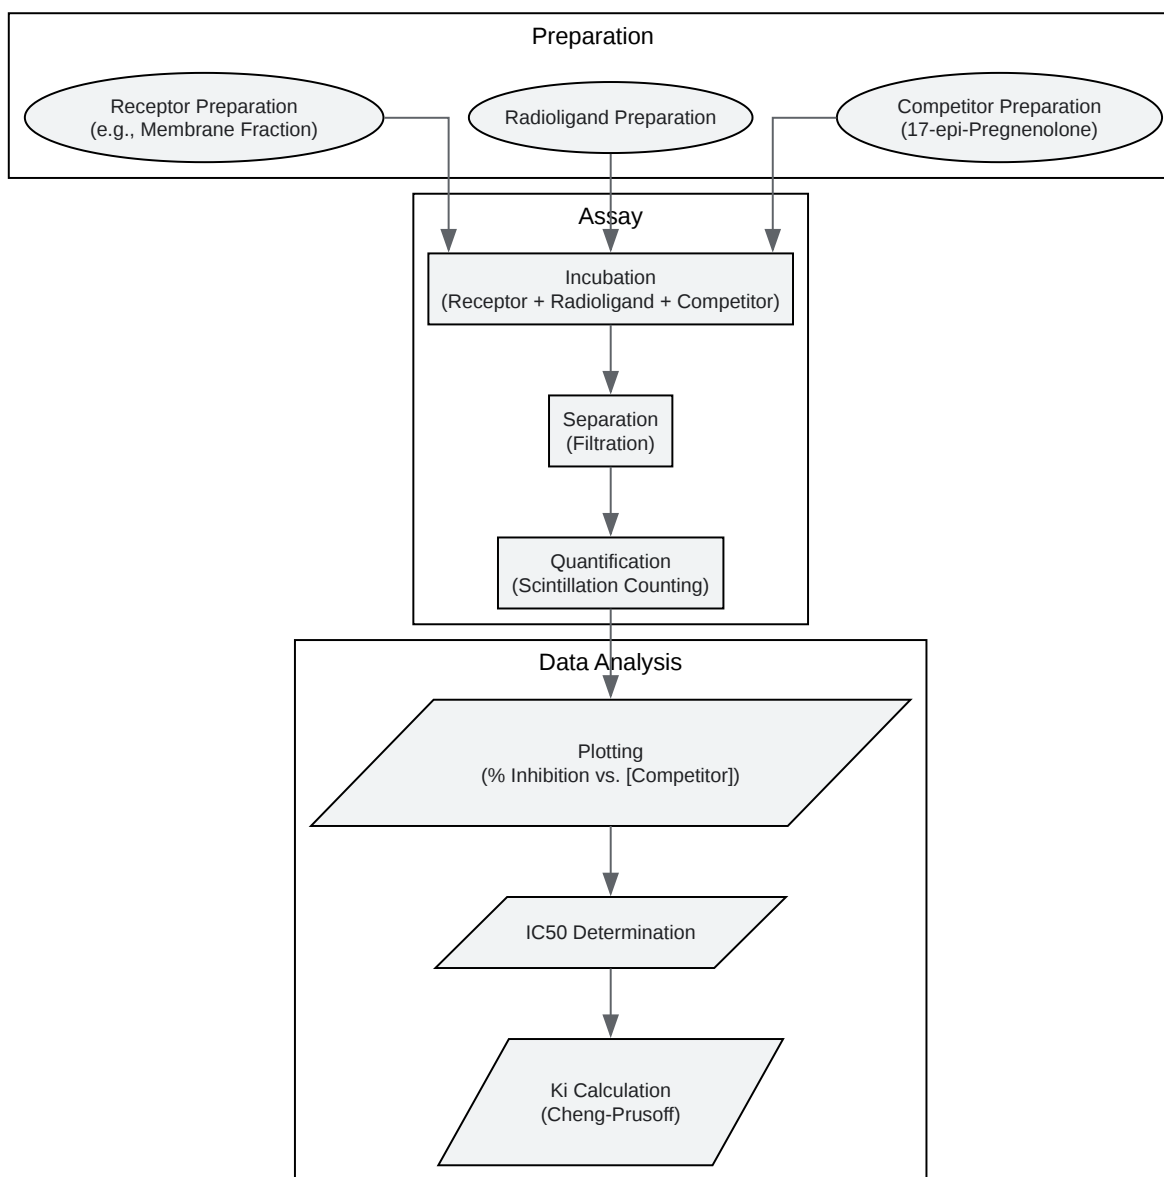 Preparation
Receptor Preparation
(e.g., Membrane Fraction)
Radioligand Preparation
Competitor Preparation
(17-epi-Pregnenolone)
Assay
Incubation
(Receptor + Radioligand + Competitor)
Separation
(Filtration)
Quantification
(Scintillation Counting)
Data Analysis
Plotting
(% Inhibition vs. [Competitor])
IC50 Determination
Ki Calculation
(Cheng-Prusoff)